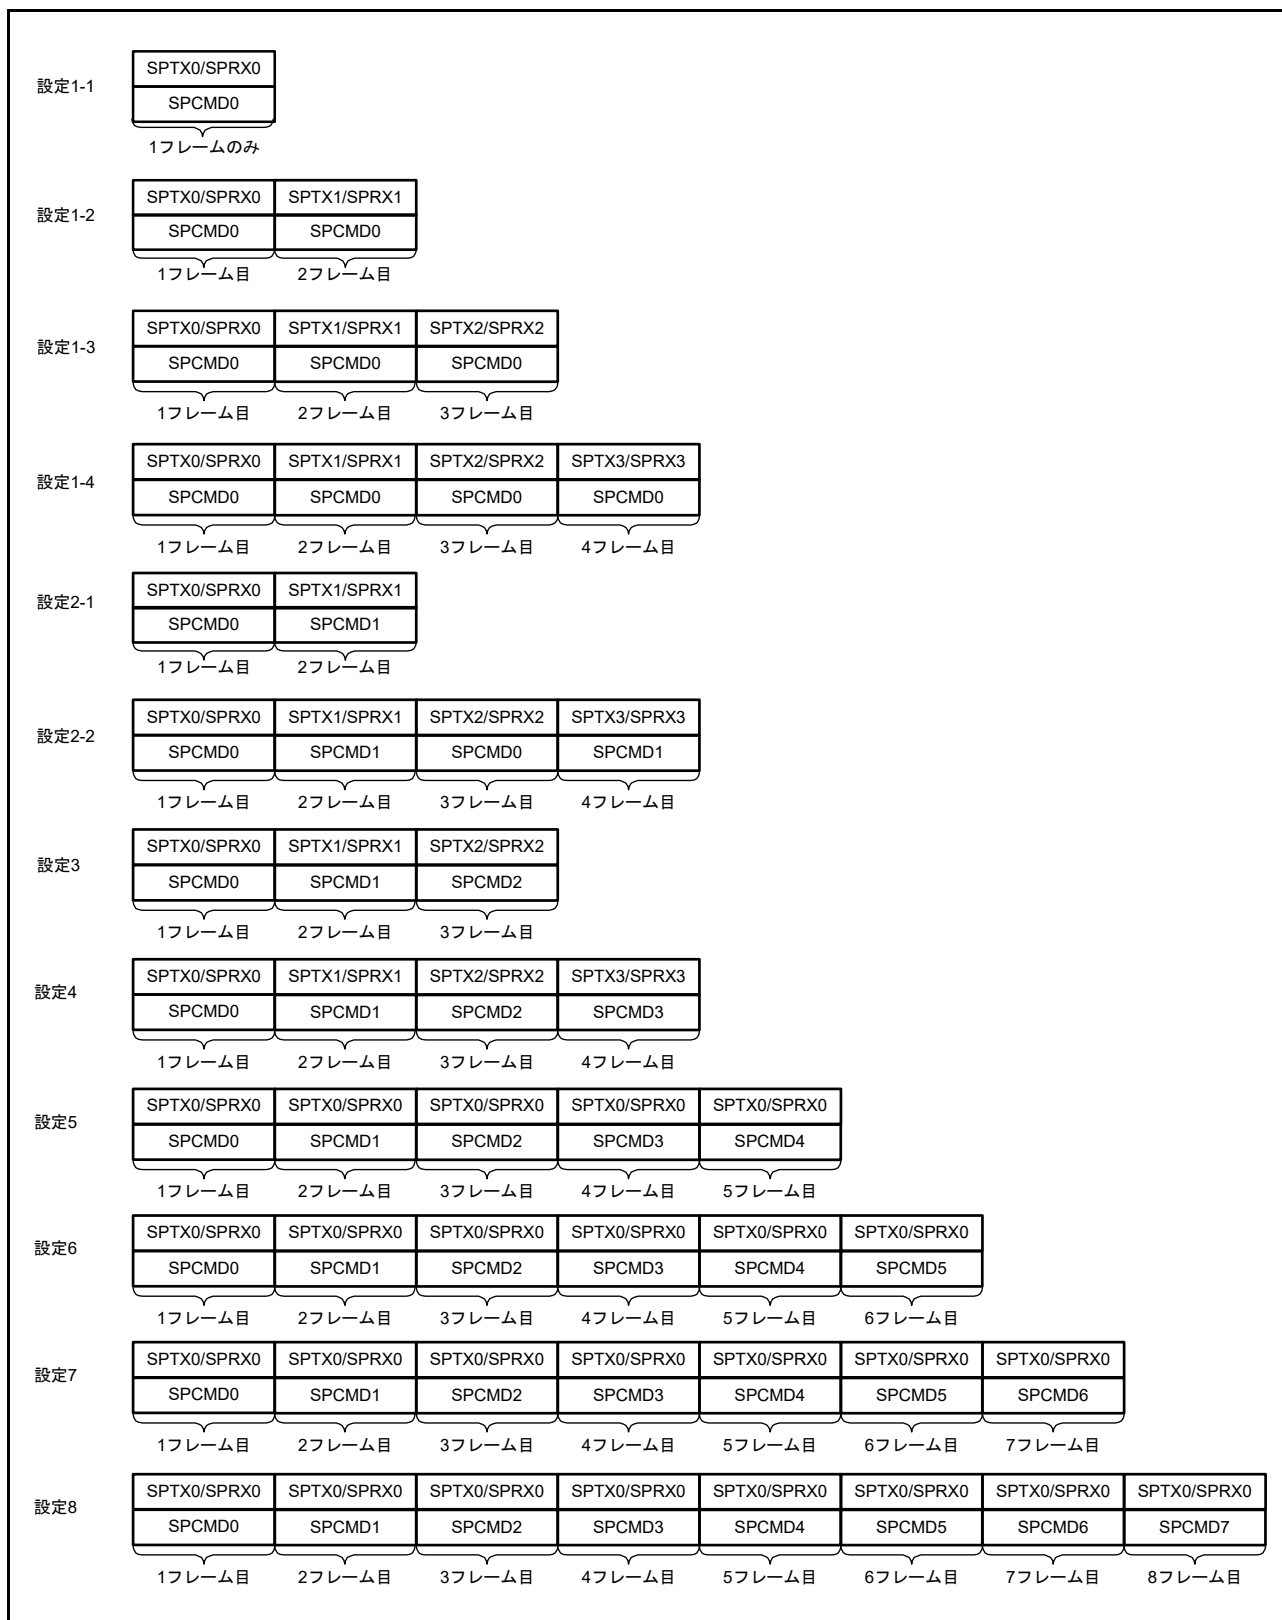 設定1-1
SPTX0/SPRX0
SPCMD0
1フレームのみ
設定1-2
SPTX0/SPRX0 SPTX1/SPRX1
SPCMD0 SPCMD0
1フレーム目 2フレーム目
設定1-3
SPTX0/SPRX0 SPTX1/SPRX1 SPTX2/SPRX2
SPCMD0 SPCMD0 SPCMD0
1フレーム目 2フレーム目 3フレーム目
設定1-4
SPTX0/SPRX0 SPTX1/SPRX1 SPTX2/SPRX2 SPTX3/SPRX3
SPCMD0 SPCMD0 SPCMD0 SPCMD0
1フレーム目 2フレーム目 3フレーム目 4フレーム目
設定2-1
SPTX0/SPRX0 SPTX1/SPRX1
SPCMD0 SPCMD1
1フレーム目 2フレーム目
設定2-2
SPTX0/SPRX0 SPTX1/SPRX1 SPTX2/SPRX2 SPTX3/SPRX3
SPCMD0 SPCMD1 SPCMD0 SPCMD1
1フレーム目 2フレーム目 3フレーム目 4フレーム目
設定3
SPTX0/SPRX0 SPTX1/SPRX1 SPTX2/SPRX2
SPCMD0 SPCMD1 SPCMD2
1フレーム目 2フレーム目 3フレーム目
設定4
SPTX0/SPRX0 SPTX1/SPRX1 SPTX2/SPRX2 SPTX3/SPRX3
SPCMD0 SPCMD1 SPCMD2 SPCMD3
1フレーム目 2フレーム目 3フレーム目 4フレーム目
設定5
SPTX0/SPRX0 SPTX0/SPRX0 SPTX0/SPRX0 SPTX0/SPRX0 SPTX0/SPRX0
SPCMD0 SPCMD1 SPCMD2 SPCMD3 SPCMD4
1フレーム目 2フレーム目 3フレーム目 4フレーム目 5フレーム目
設定6
SPTX0/SPRX0 SPTX0/SPRX0 SPTX0/SPRX0 SPTX0/SPRX0 SPTX0/SPRX0 SPTX0/SPRX0
SPCMD0 SPCMD1 SPCMD2 SPCMD3 SPCMD4 SPCMD5
1フレーム目 2フレーム目 3フレーム目 4フレーム目 5フレーム目 6フレーム目
設定7
SPTX0/SPRX0 SPTX0/SPRX0 SPTX0/SPRX0 SPTX0/SPRX0 SPTX0/SPRX0 SPTX0/SPRX0 SPTX0/SPRX0
SPCMD0 SPCMD1 SPCMD2 SPCMD3 SPCMD4 SPCMD5 SPCMD6
1フレーム目 2フレーム目 3フレーム目 4フレーム目 5フレーム目 6フレーム目 7フレーム目
設定8
SPTX0/SPRX0 SPTX0/SPRX0 SPTX0/SPRX0 SPTX0/SPRX0 SPTX0/SPRX0 SPTX0/SPRX0 SPTX0/SPRX0 SPTX0/SPRX0
SPCMD0 SPCMD1 SPCMD2 SPCMD3 SPCMD4 SPCMD5 SPCMD6 SPCMD7
1フレーム目 2フレーム目 3フレーム目 4フレーム目 5フレーム目 6フレーム目 7フレーム目 8フレーム目